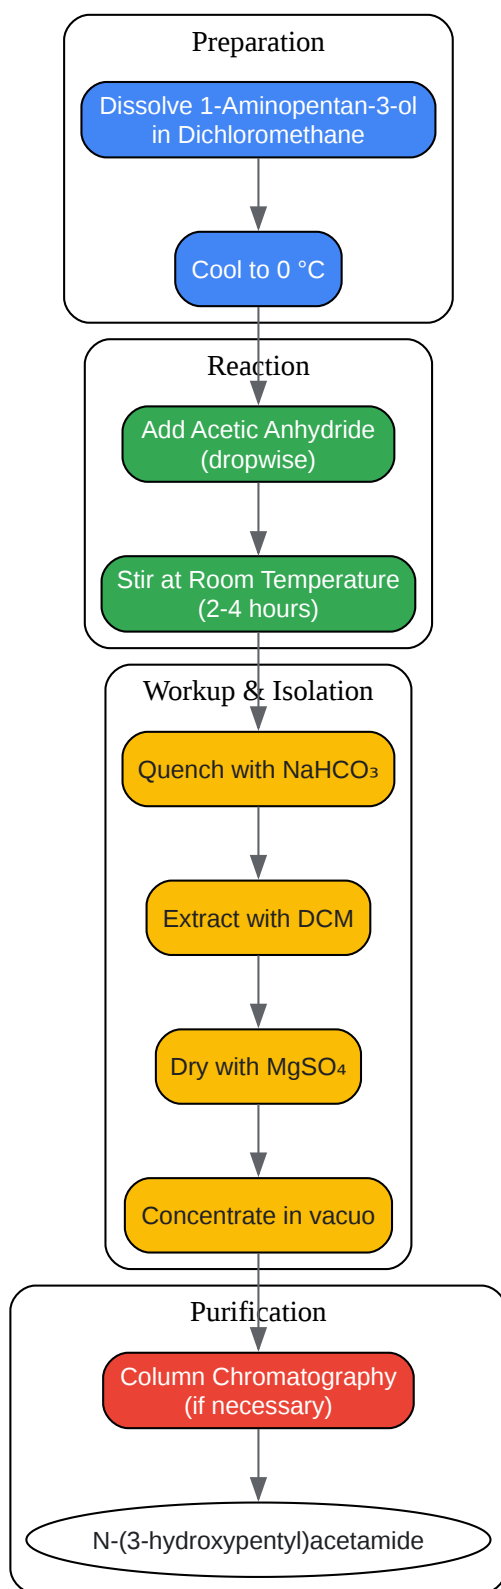 Preparation
Dissolve 1-Aminopentan-3-ol
in Dichloromethane
Cool to 0 °C
Reaction
Add Acetic Anhydride
(dropwise)
Stir at Room Temperature
(2-4 hours)
Workup & Isolation
Quench with NaHCO₃
Extract with DCM
Dry with MgSO₄
Concentrate in vacuo
Purification
Column Chromatography
(if necessary)
N-(3-hydroxypentyl)acetamide